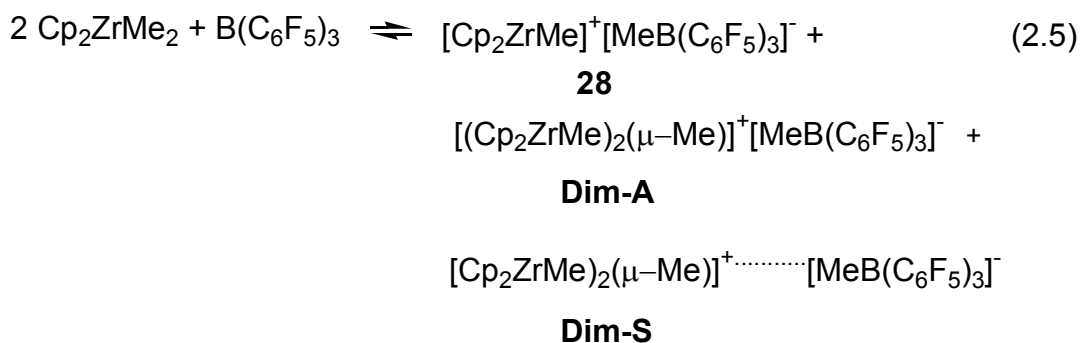 2 Cp₂ZrMe₂ + B(C₆F₅)₃ ⇌ [Cp₂ZrMe]⁺[MeB(C₆F₅)₃]⁻ + (2.5)
28
[(Cp₂ZrMe)₂(μ–Me)]⁺[MeB(C₆F₅)₃]⁻ +
Dim-A
[Cp₂ZrMe)₂(μ–Me)]⁺...........[MeB(C₆F₅)₃]⁻
Dim-S